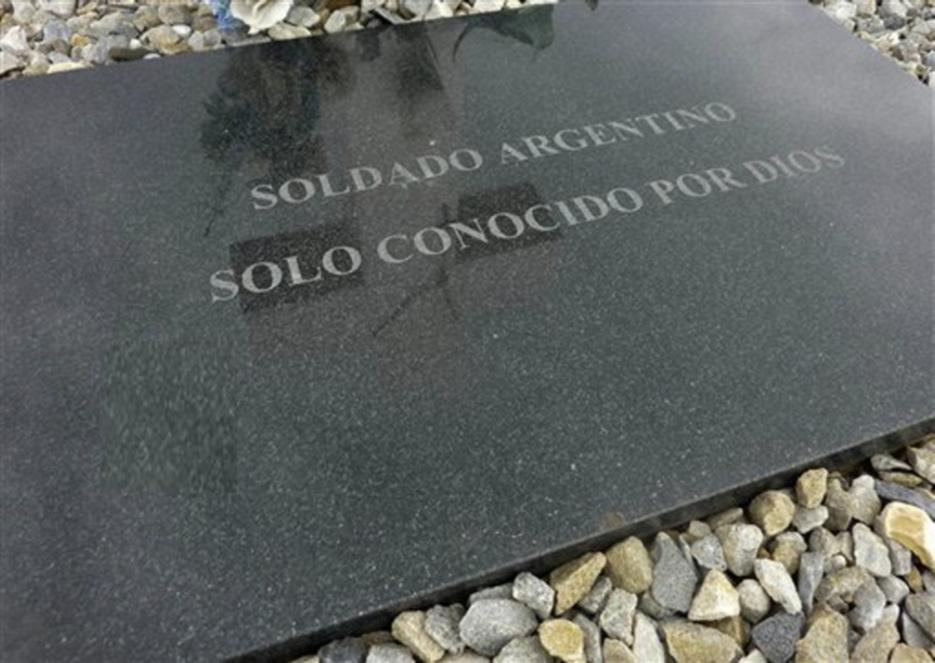 SOLDADO ARGENTINO
SOLO CONOCIDO POR DIOS